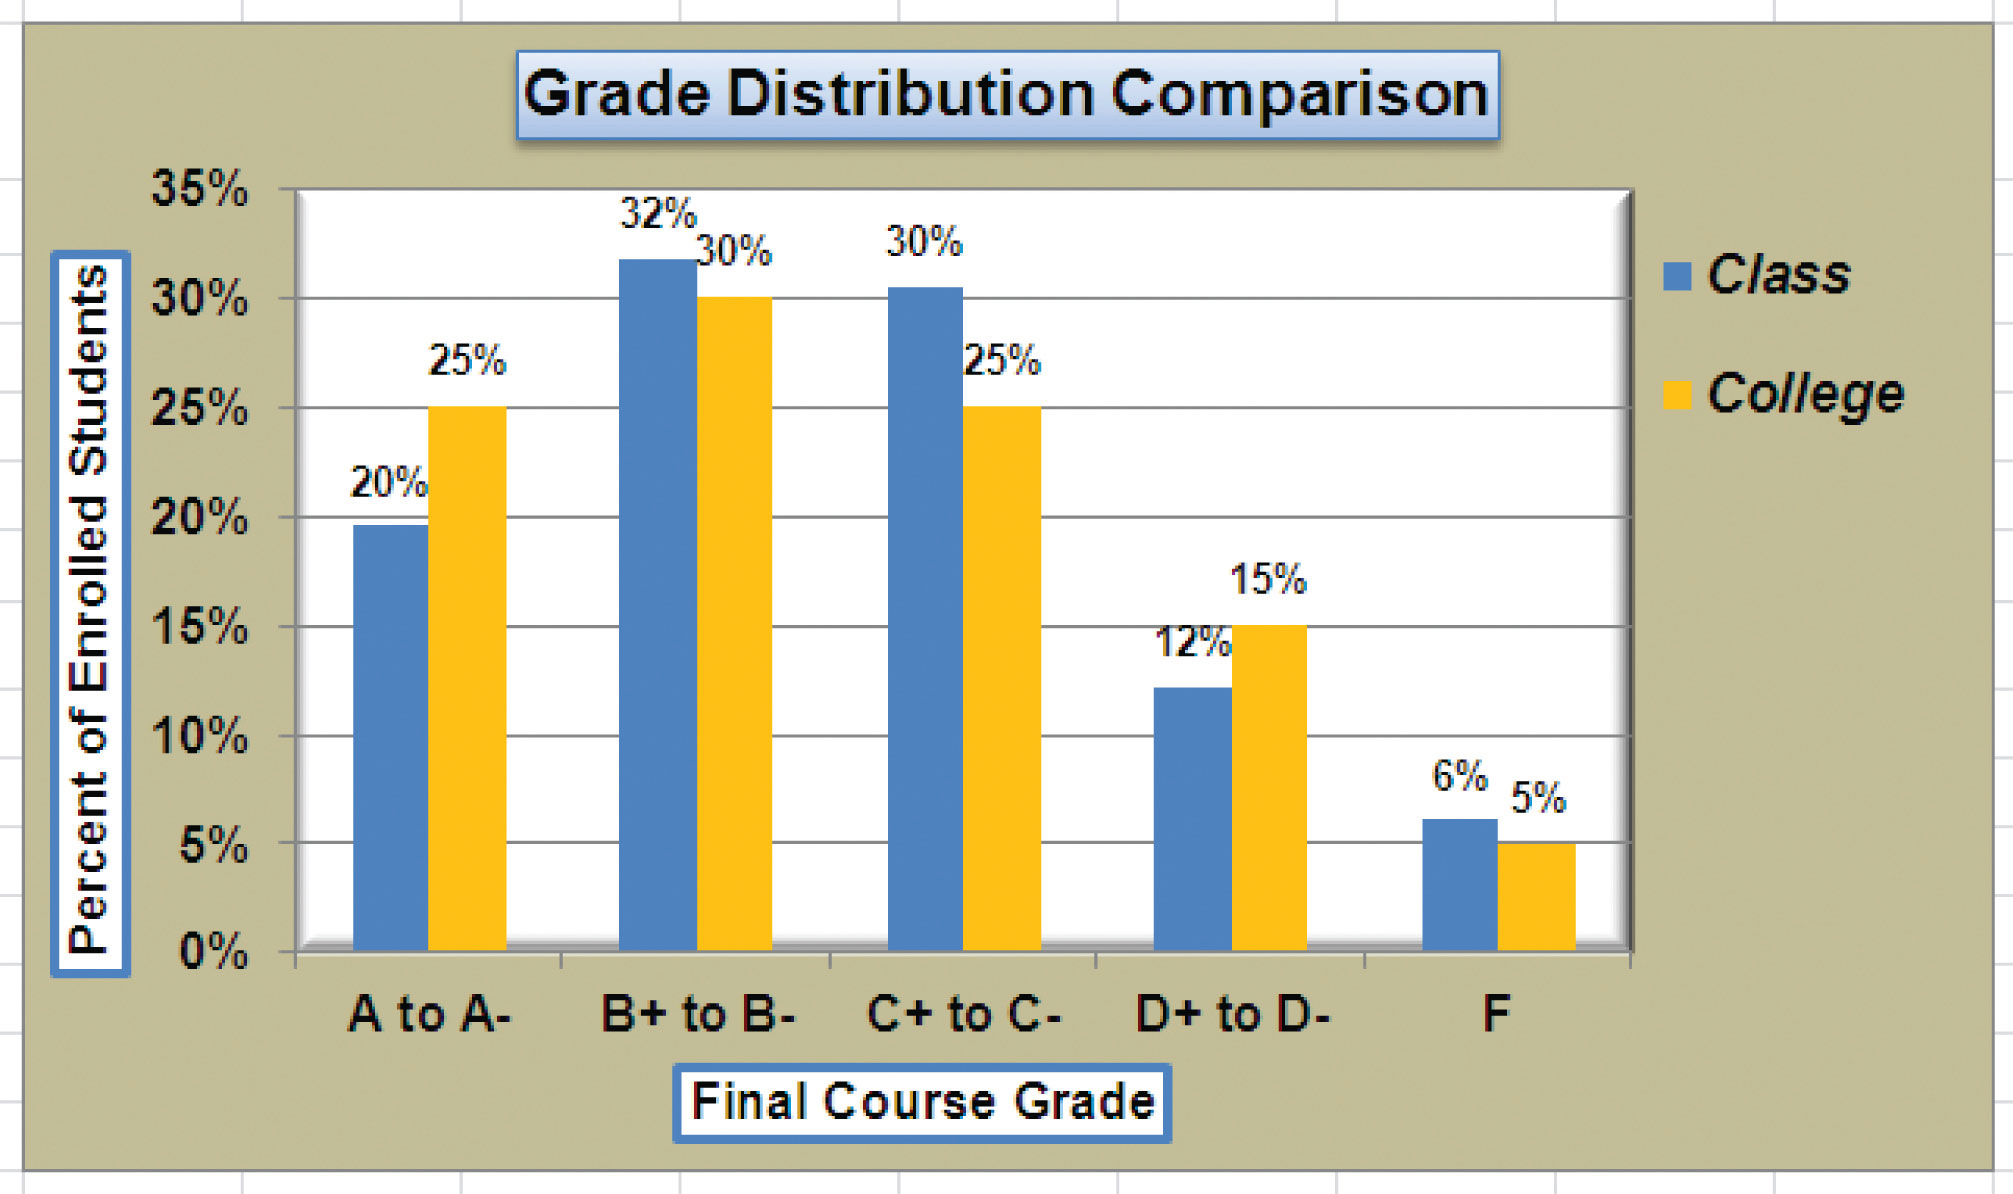 Grade Distribution Comparison
Percent of Enrolled Students
35%
30%
25%
20%
15%
10%
5%
0%
20%
25%
32%
30%
30%
25%
12%
15%
6%
5%
A to A-
B+ to B-
C+ to C-
D+ to D-
F
Final Course Grade
Class
College